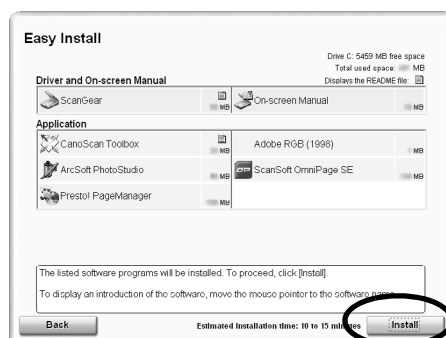 Easy Install
Drive C: 5459 MB free space
Total used space: MB
Driver and On-screen Manual
Displays the README file:
ScanGear
MB
On-screen Manual
MB
Application
CanoScan Toolbox
MB
Adobe RGB (1998)
MB
ArcSoft PhotoStudio
MB
ScanSoft OmniPage SE
MB
Presto! PageManager
MB
The listed software programs will be installed. To proceed, click [Install].
To display an introduction of the software, move the mouse pointer to the software name.
Back
Estimated Installation time: 10 to 15 minutes
Install